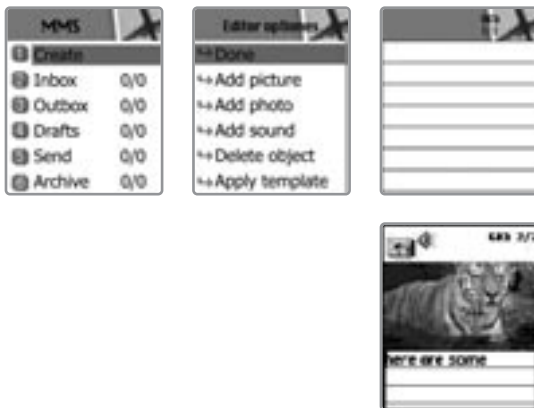 MMS
Create
Inbox 0/0
Outbox 0/0
Drafts 0/0
Send 0/0
Archive 0/0
Editor optiones
Done
Add picture
Add photo
Add sound
Delete object
Apply template
here are some